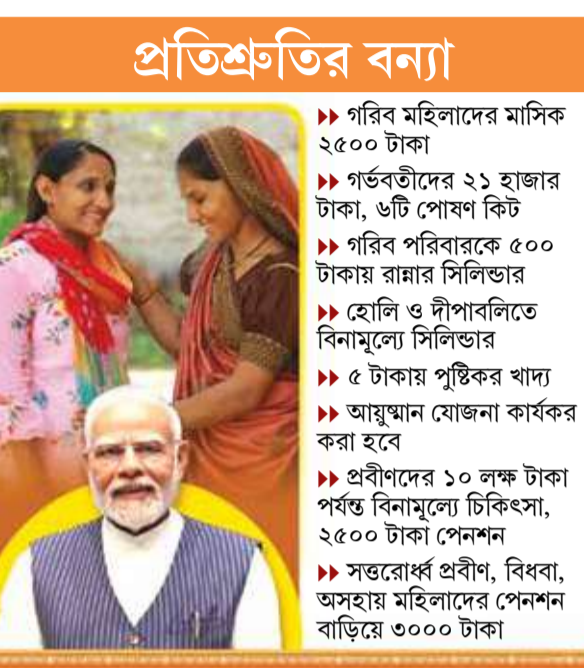 প্রতিশ্রুতির বন্যা
গরিব মহিলাদের মাসিক
২৫০০ টাকা
গর্ভবতীদের ২১ হাজার
টাকা, ৬টি পোষণ কিট
গরিব পরিবারকে ৫০০
টাকায় রান্নার সিলিন্ডার
হোলি ও দীপাবলিতে
বিনামূল্যে সিলিন্ডার
৫ টাকায় পুষ্টিকর খাদ্য
আয়ুষ্মান যোজনা কার্যকর
করা হবে
প্রবীণদের ১০ লক্ষ টাকা
পর্যন্ত বিনামূল্যে চিকিৎসা,
২৫০০ টাকা পেনশন
সত্তরোর্ধ্ব প্রবীণ, বিধবা,
অসহায় মহিলাদের পেনশন
বাড়িয়ে ৩০০০ টাকা